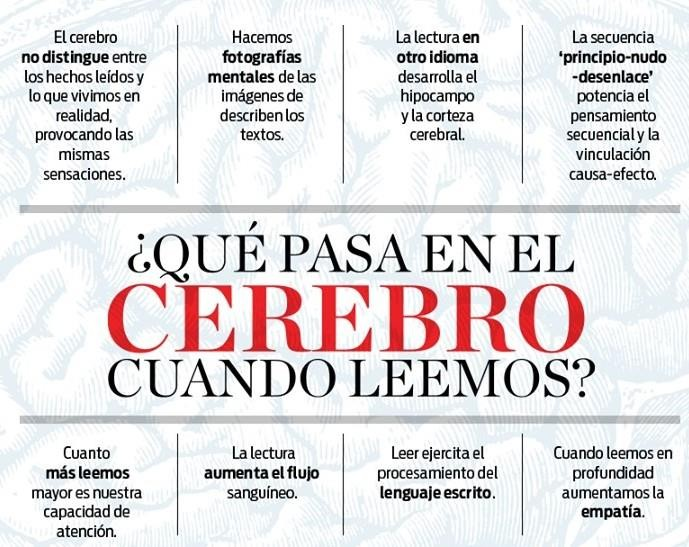 El cerebro
no distingue entre
los hechos leídos y
lo que vivimos en
realidad,
provocando las
mismas
sensaciones.
Hacemos
fotografías
mentales de las
imágenes de
describen los
textos.
La lectura en
otro idioma
desarrolla el
hipocampo
y la corteza
cerebral.
La secuencia
‘principio-nudo
-desenlace’
potencia el
pensamiento
secuencial y la
vinculación
causa-efecto.
¿QUÉ PASA EN EL
CEREBRO
CUANDO LEEMOS?
Cuanto
más leemos
mayor es nuestra
capacidad de
atención.
La lectura
aumenta el flujo
sanguíneo.
Leer ejercita el
procesamiento del
lenguaje escrito.
Cuando leemos en
profundidad
aumentamos la
empatía.